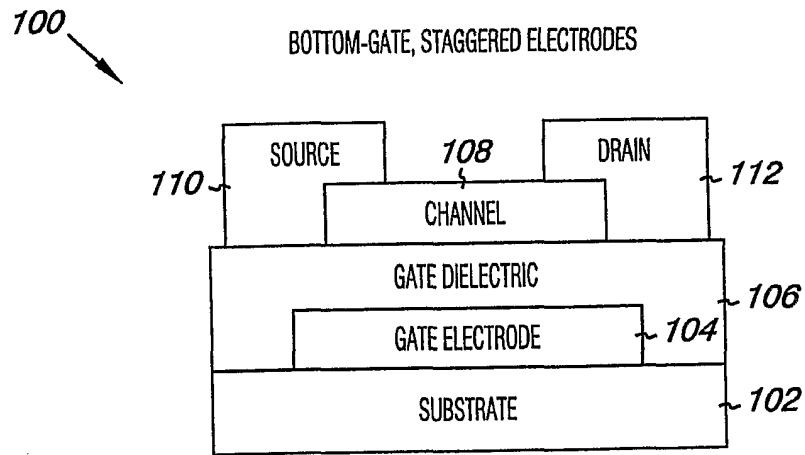 100
BOTTOM-GATE, STAGGERED ELECTRODES
SOURCE
108
DRAIN
110
112
CHANNEL
GATE DIELECTRIC
106
GATE ELECTRODE
104
SUBSTRATE
102